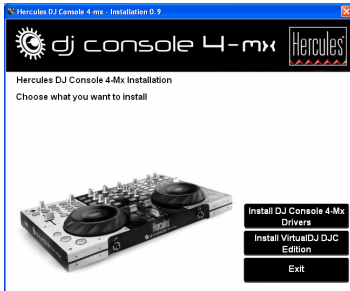 Hercules DJ Console 4-mx - Installation 0.9
dj console 4-mx
Hercules
Hercules DJ Console 4-Mx Installation
Choose what you want to install
Hercules
Install DJ Console 4-Mx
Drivers
Install VirtualDJ DJC
Edition
Exit